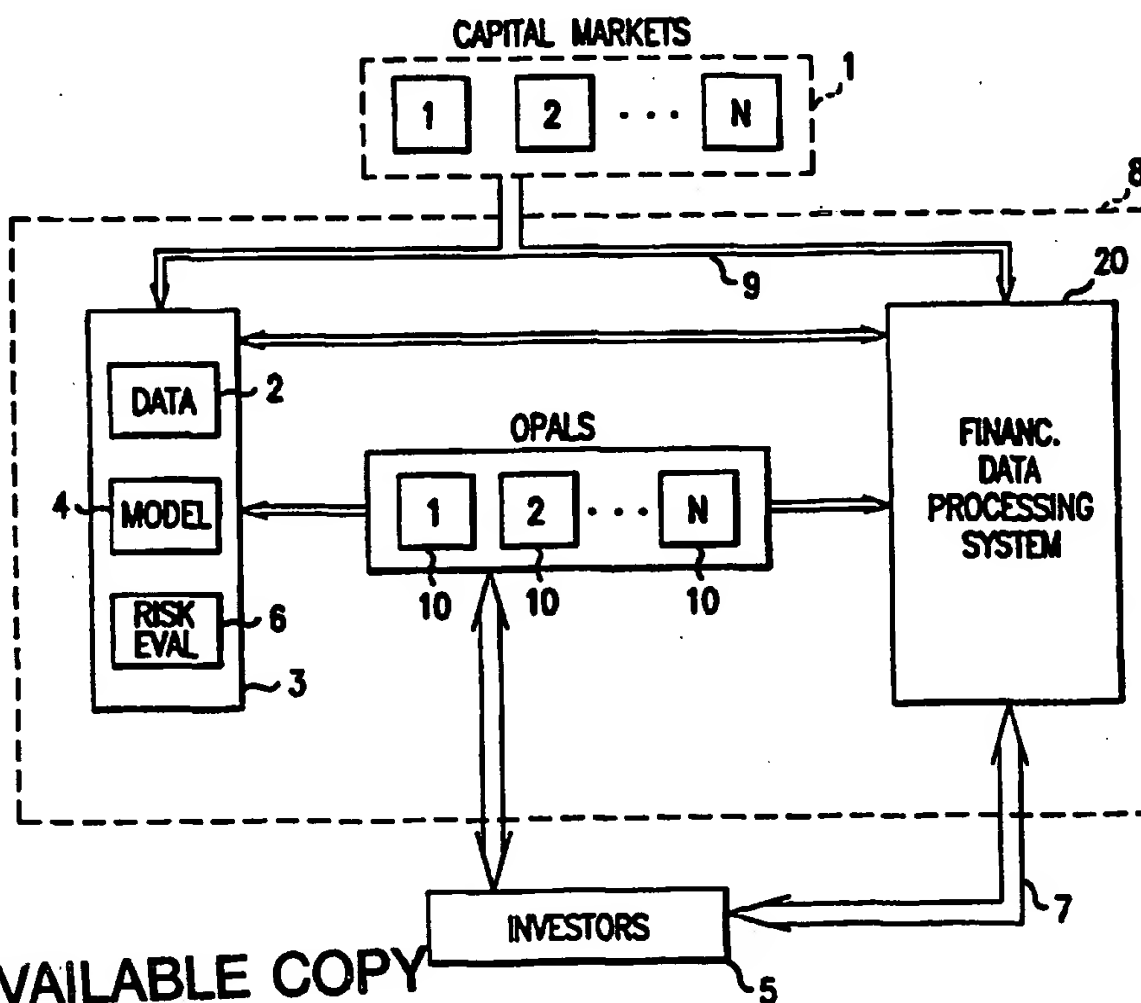 CAPITAL MARKETS
1
2
N
1
8
9
20
DATA
2
MODEL
4
RISK
EVAL
6
3
OPALS
1
2
N
10
10
10
FINANC.
DATA
PROCESSING
SYSTEM
INVESTORS
5
7
VAILABLE COPY